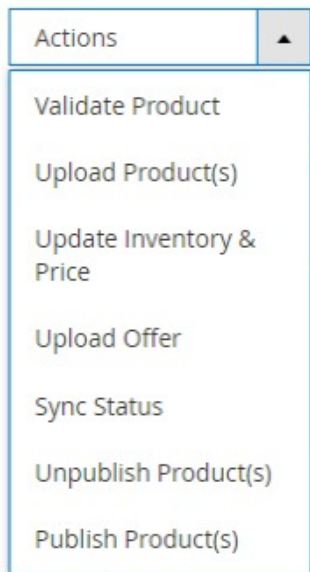 Actions
Validate Product
Upload Product(s)
Update Inventory &
Price
Upload Offer
Sync Status
Unpublish Product(s)
Publish Product(s)